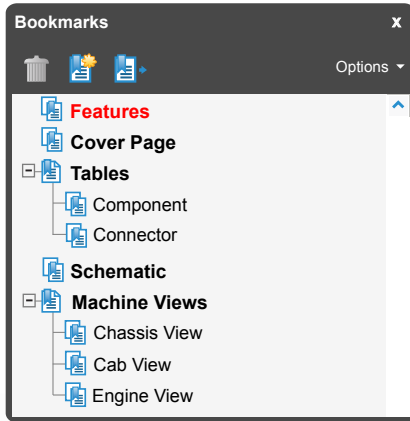 Bookmarks x
Options
Features
Cover Page
Tables
Component
Connector
Schematic
Machine Views
Chassis View
Cab View
Engine View